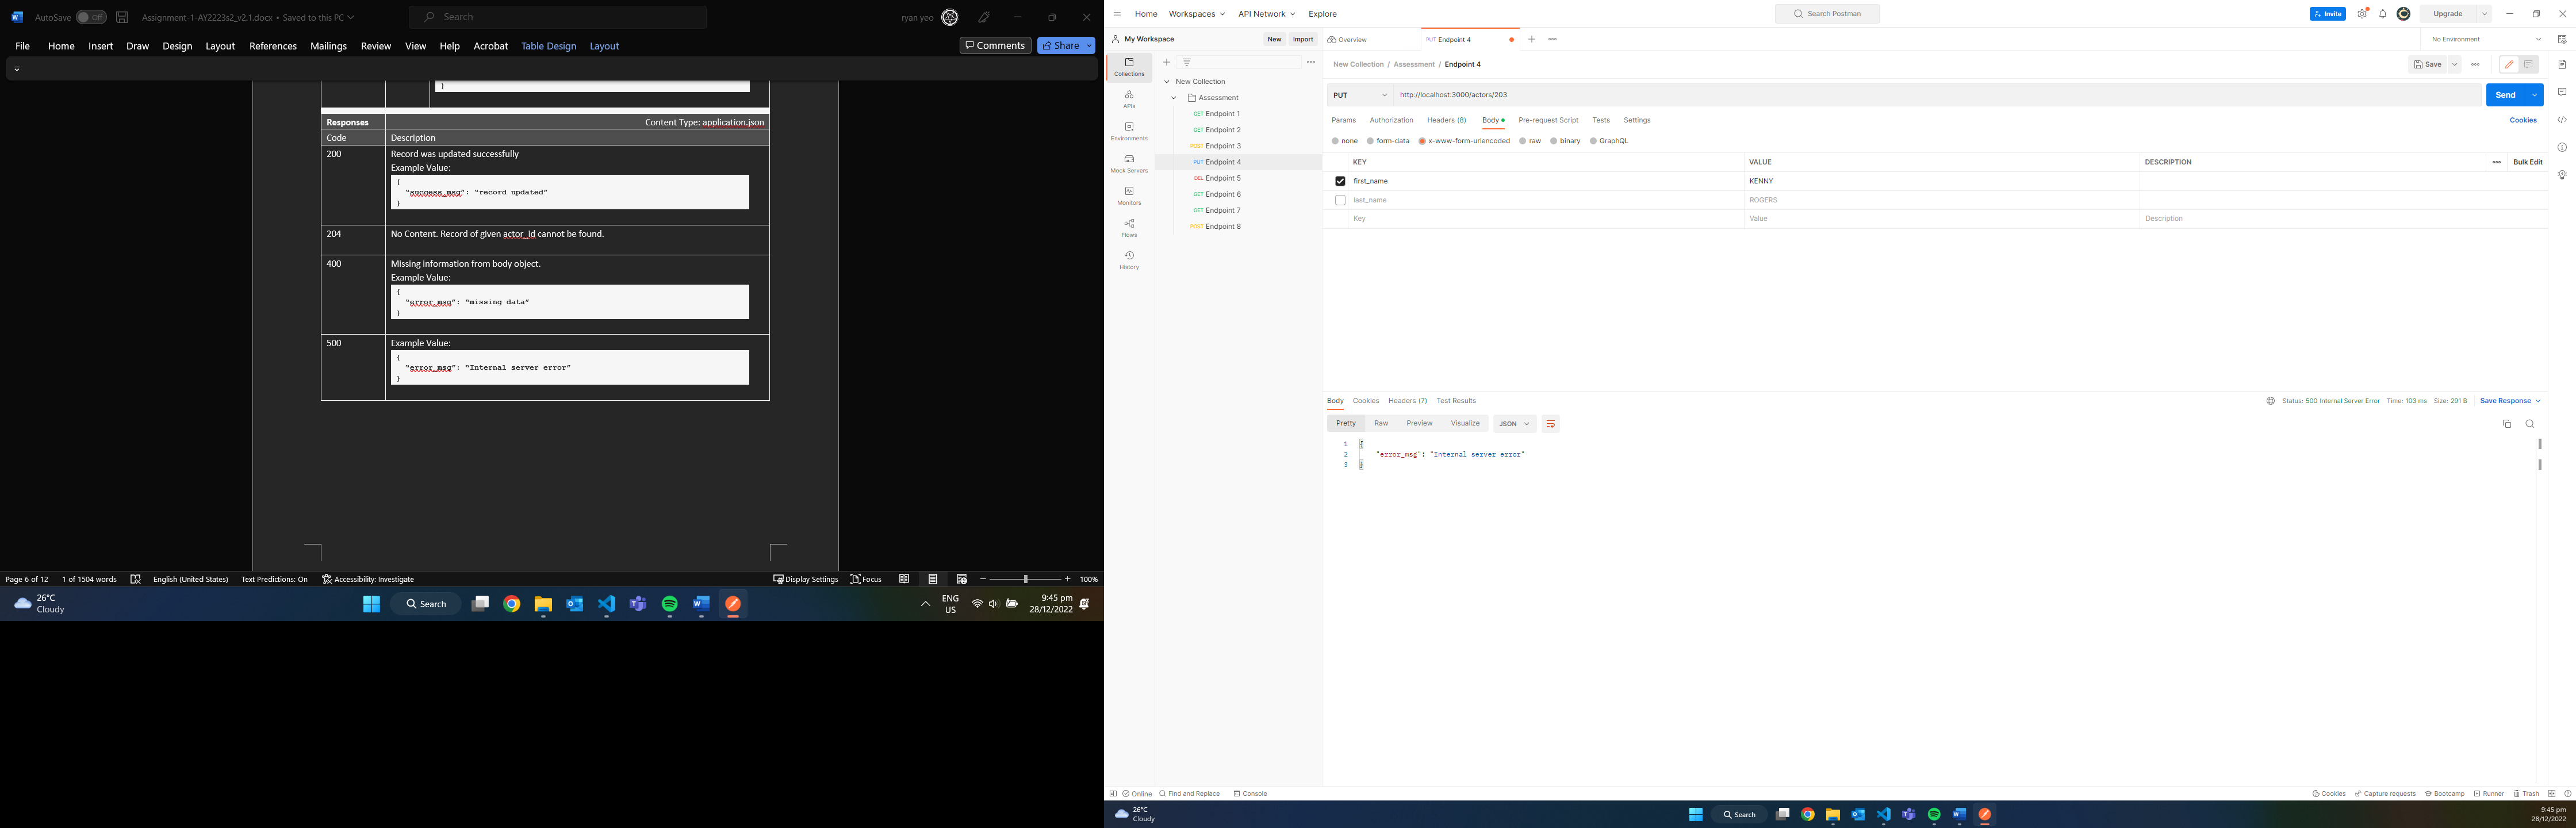 AutoSave Off Assignment-1-AY2223s2_v2.1.docx • Saved to this PC Search ryan yeo
File Home Insert Draw Design Layout References Mailings Review View Help Acrobat Table Design Layout Comments Share
}
Responses Content Type: application.json
Code Description
200 Record was updated successfully
Example Value:
{
"success_msg": "record updated"
}
204 No Content. Record of given actor_id cannot be found.
400 Missing information from body object.
Example Value:
{
"error_msg": "missing data"
}
500 Example Value:
{
"error_msg": "Internal server error"
}
Page 6 of 12 1 of 1504 words English (United States) Text Predictions: On Accessibility: Investigate Display Settings Focus 100%
26°C
Cloudy
Search
ENG
US
9:45 pm
28/12/2022
Home Workspaces API Network Explore Search Postman Invite Upgrade
My Workspace New Import Overview PUT Endpoint 4 No Environment
Collections
APIs
Environments
Mock Servers
Monitors
Flows
History
New Collection
Assessment
GET Endpoint 1
GET Endpoint 2
POST Endpoint 3
PUT Endpoint 4
DEL Endpoint 5
GET Endpoint 6
GET Endpoint 7
POST Endpoint 8
New Collection / Assessment / Endpoint 4 Save
PUT http://localhost:3000/actors/203 Send
Params Authorization Headers (8) Body Pre-request Script Tests Settings Cookies
none form-data x-www-form-urlencoded raw binary GraphQL
KEY VALUE DESCRIPTION Bulk Edit
first_name KENNY
last_name ROGERS
Key Value Description
Body Cookies Headers (7) Test Results Status: 500 Internal Server Error Time: 103 ms Size: 291 B Save Response
Pretty Raw Preview Visualize JSON
1 {
2 "error_msg": "Internal server error"
3 }
Online Find and Replace Console Cookies Capture requests Bootcamp Runner Trash
26°C
Cloudy
Search
9:45 pm
28/12/2022